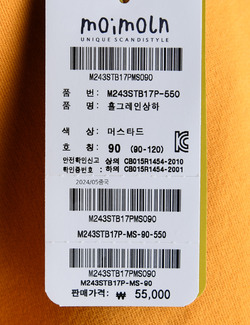 moimoln
UNIQUE SCANDISTYLE
M243STB17PMS090
품 번: M243STB17P-550
품 명: 홀그레인상하
색 상: 머스타드
호 칭: 90 (90-120)
안전확인신고 상의 CB015R1454-2010
확인증번호 : 하의 CB015R1454-2001
2024/05중국
M243STB17PMS090
M243STB17P-MS-90-550
M243STB17PMS090
M243STB17P-MS-90
판매가격: ₩ 55,000